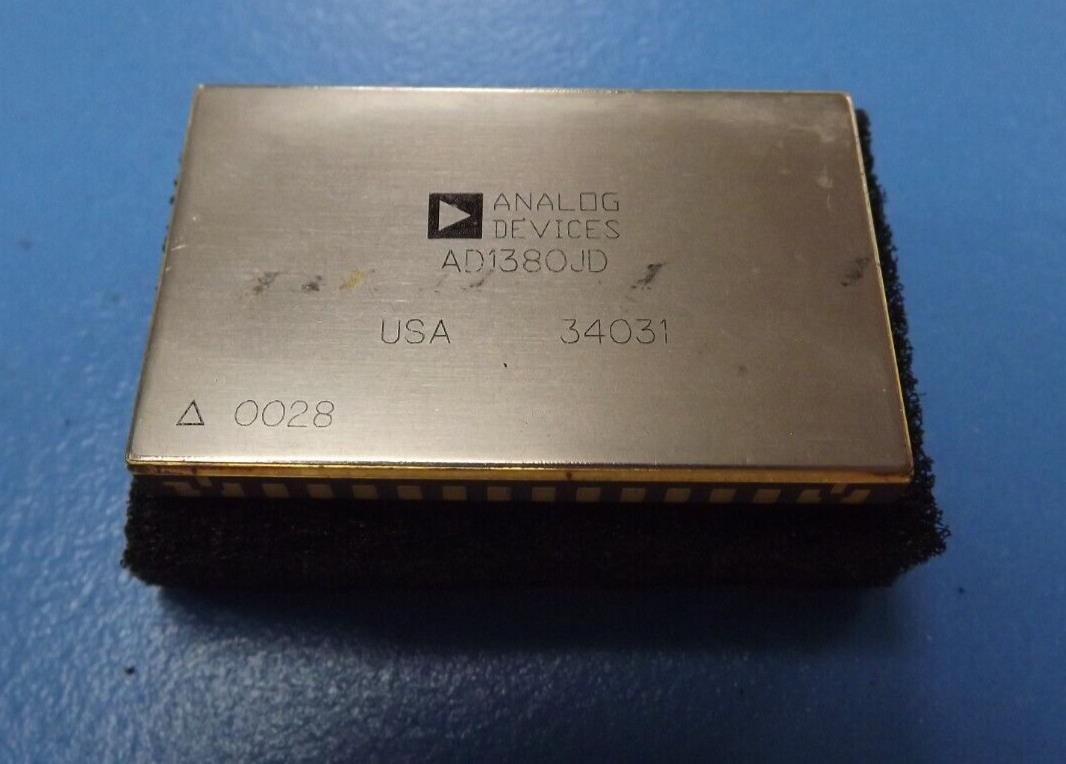 ANALOG
DEVICES
AD1380JD
USA 34031
△ 0028